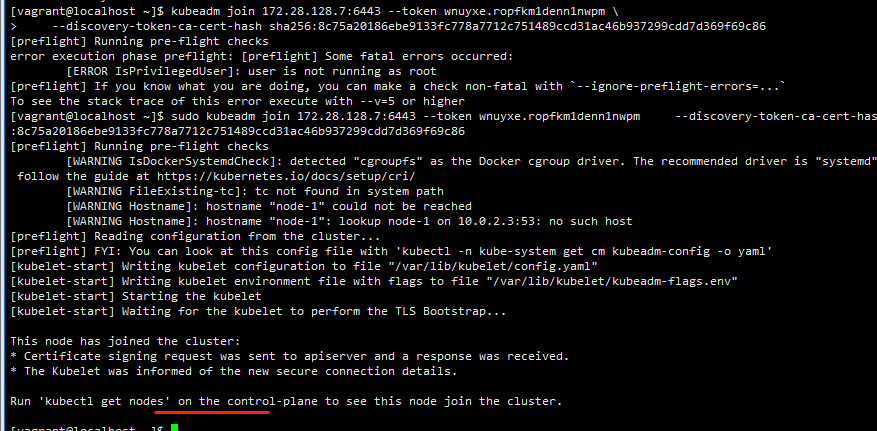 [vagrant@localhost ~]$ kubeadm join 172.28.128.7:6443 --token wnuyxe.ropfkm1denn1nwpm \
>     --discovery-token-ca-cert-hash sha256:8c75a20186ebe9133fc778a7712c751489ccd31ac46b937299cdd7d369f69c86
[preflight] Running pre-flight checks
error execution phase preflight: [preflight] Some fatal errors occurred:
        [ERROR IsPrivilegedUser]: user is not running as root
[preflight] If you know what you are doing, you can make a check non-fatal with `--ignore-preflight-errors=...`
To see the stack trace of this error execute with --v=5 or higher
[vagrant@localhost ~]$ sudo kubeadm join 172.28.128.7:6443 --token wnuyxe.ropfkm1denn1nwpm     --discovery-token-ca-cert-has
:8c75a20186ebe9133fc778a7712c751489ccd31ac46b937299cdd7d369f69c86
[preflight] Running pre-flight checks
        [WARNING IsDockerSystemdCheck]: detected "cgroupfs" as the Docker cgroup driver. The recommended driver is "systemd"
 follow the guide at https://kubernetes.io/docs/setup/cri/
        [WARNING FileExisting-tc]: tc not found in system path
        [WARNING Hostname]: hostname "node-1" could not be reached
        [WARNING Hostname]: hostname "node-1": lookup node-1 on 10.0.2.3:53: no such host
[preflight] Reading configuration from the cluster...
[preflight] FYI: You can look at this config file with 'kubectl -n kube-system get cm kubeadm-config -o yaml'
[kubelet-start] Writing kubelet configuration to file "/var/lib/kubelet/config.yaml"
[kubelet-start] Writing kubelet environment file with flags to file "/var/lib/kubelet/kubeadm-flags.env"
[kubelet-start] Starting the kubelet
[kubelet-start] Waiting for the kubelet to perform the TLS Bootstrap...

This node has joined the cluster:
* Certificate signing request was sent to apiserver and a response was received.
* The Kubelet was informed of the new secure connection details.

Run 'kubectl get nodes' on the control-plane to see this node join the cluster.

[vagrant@localhost ~]$